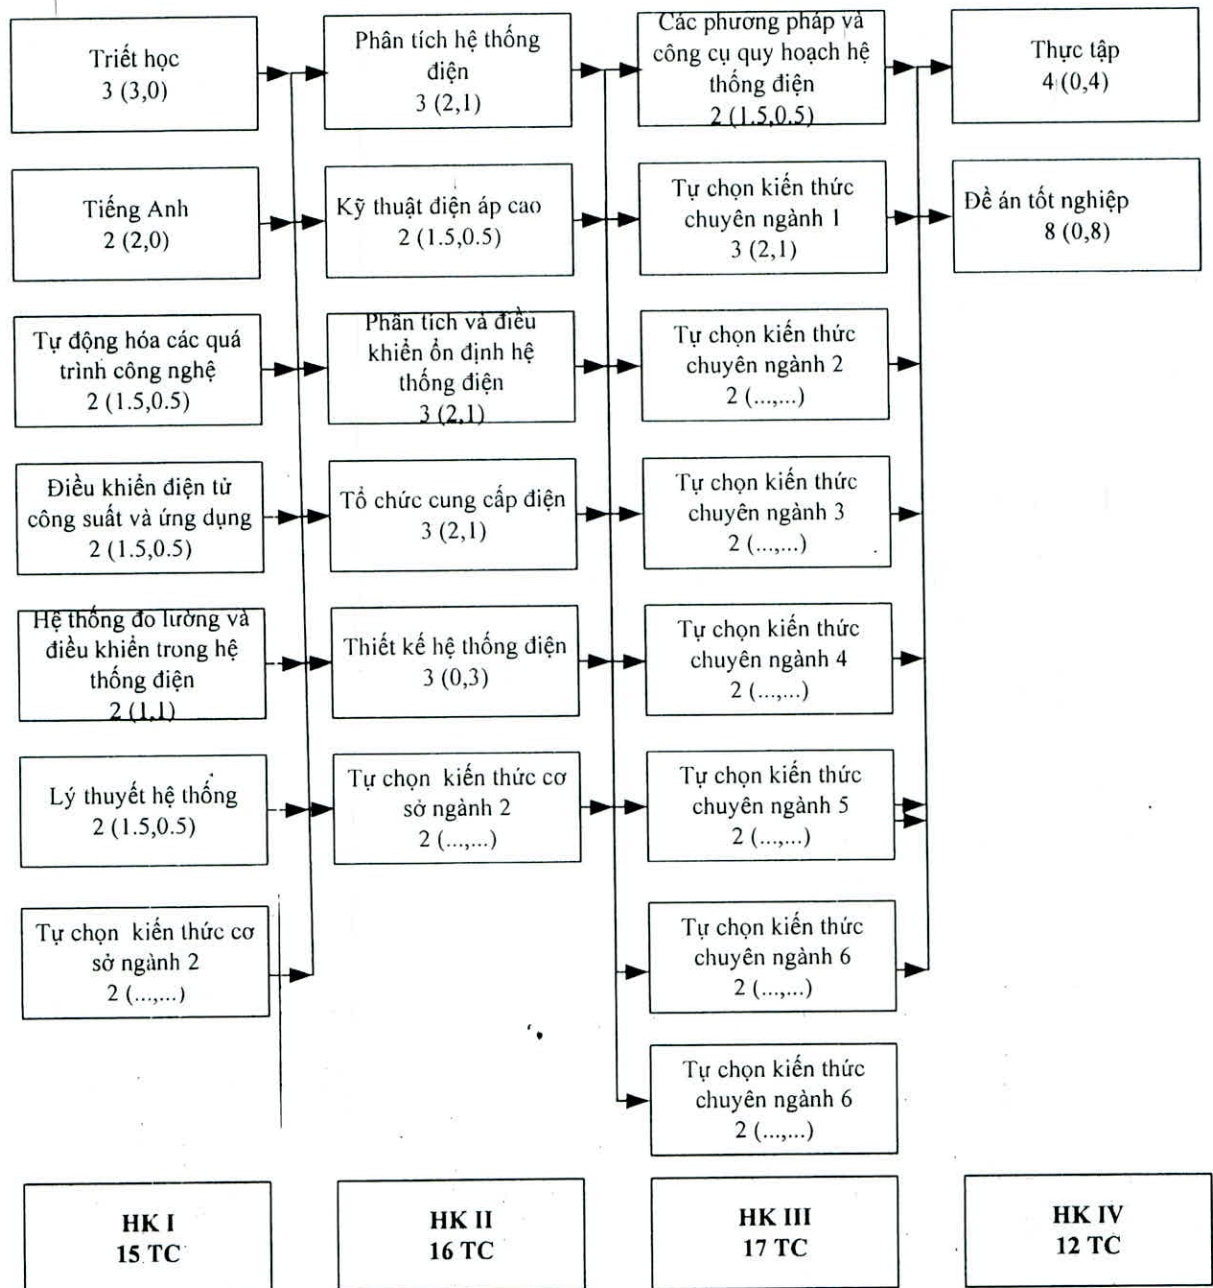 Triết học
3 (3,0)
Tiếng Anh
2 (2,0)
Tự động hóa các quá
trình công nghệ
2 (1.5,0.5)
Điều khiển điện tử
công suất và ứng dụng
2 (1.5,0.5)
Hệ thống đo lường và
điều khiển trong hệ
thống điện
2 (1,1)
Lý thuyết hệ thống
2 (1.5,0.5)
Tự chọn kiến thức cơ
sở ngành 2
2 (...,...)
HK I
15 TC
Phân tích hệ thống
điện
3 (2,1)
Kỹ thuật điện áp cao
2 (1.5,0.5)
Phân tích và điều
khiển ổn định hệ
thống điện
3 (2,1)
Tổ chức cung cấp điện
3 (2,1)
Thiết kế hệ thống điện
3 (0,3)
Tự chọn kiến thức cơ
sở ngành 2
2 (...,...)
HK II
16 TC
Các phương pháp và
công cụ quy hoạch hệ
thống điện
2 (1.5,0.5)
Tự chọn kiến thức
chuyên ngành 1
3 (2,1)
Tự chọn kiến thức
chuyên ngành 2
2 (...,...)
Tự chọn kiến thức
chuyên ngành 3
2 (...,...)
Tự chọn kiến thức
chuyên ngành 4
2 (...,...)
Tự chọn kiến thức
chuyên ngành 5
2 (...,...)
Tự chọn kiến thức
chuyên ngành 6
2 (...,...)
Tự chọn kiến thức
chuyên ngành 6
2 (...,...)
HK III
17 TC
Thực tập
4 (0,4)
Đề án tốt nghiệp
8 (0,8)
HK IV
12 TC